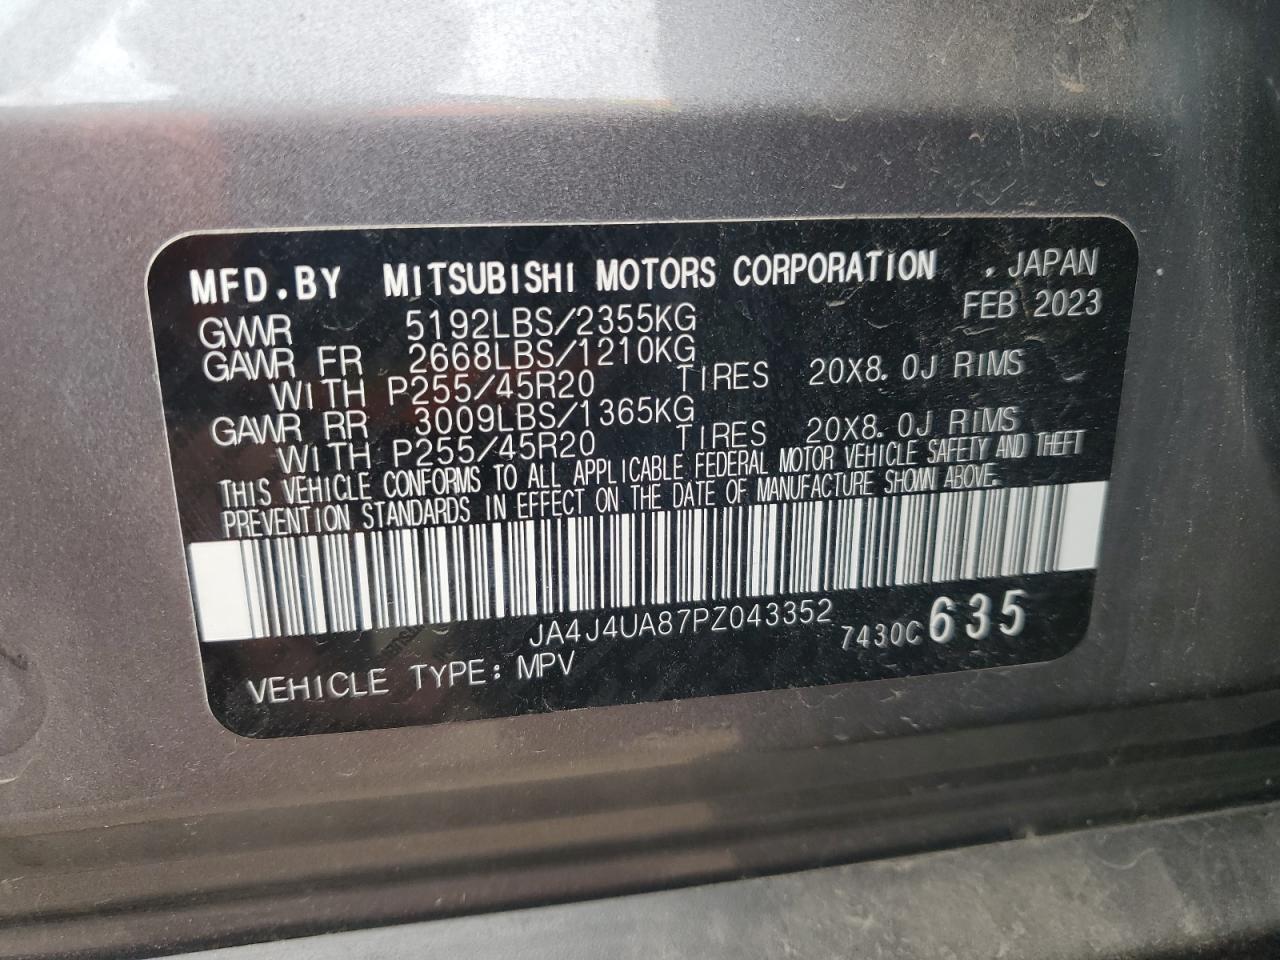 MFD.BY MITSUBISHI MOTORS CORPORATION , JAPAN
FEB 2023
GVWR 5192LBS/2355KG
GAWR FR 2668LBS/1210KG
WITH P255/45R20 TIRES 20X8.0J RIMS
GAWR RR 3009LBS/1365KG
WITH P255/45R20 TIRES 20X8.0J RIMS
THIS VEHICLE CONFORMS TO ALL APPLICABLE FEDERAL MOTOR VEHICLE SAFETY AND THEFT
PREVENTION STANDARDS IN EFFECT ON THE DATE OF MANUFACTURE SHOWN ABOVE.
JA4J4UA87PZ043352
7430C 635
VEHICLE TYPE: MPV